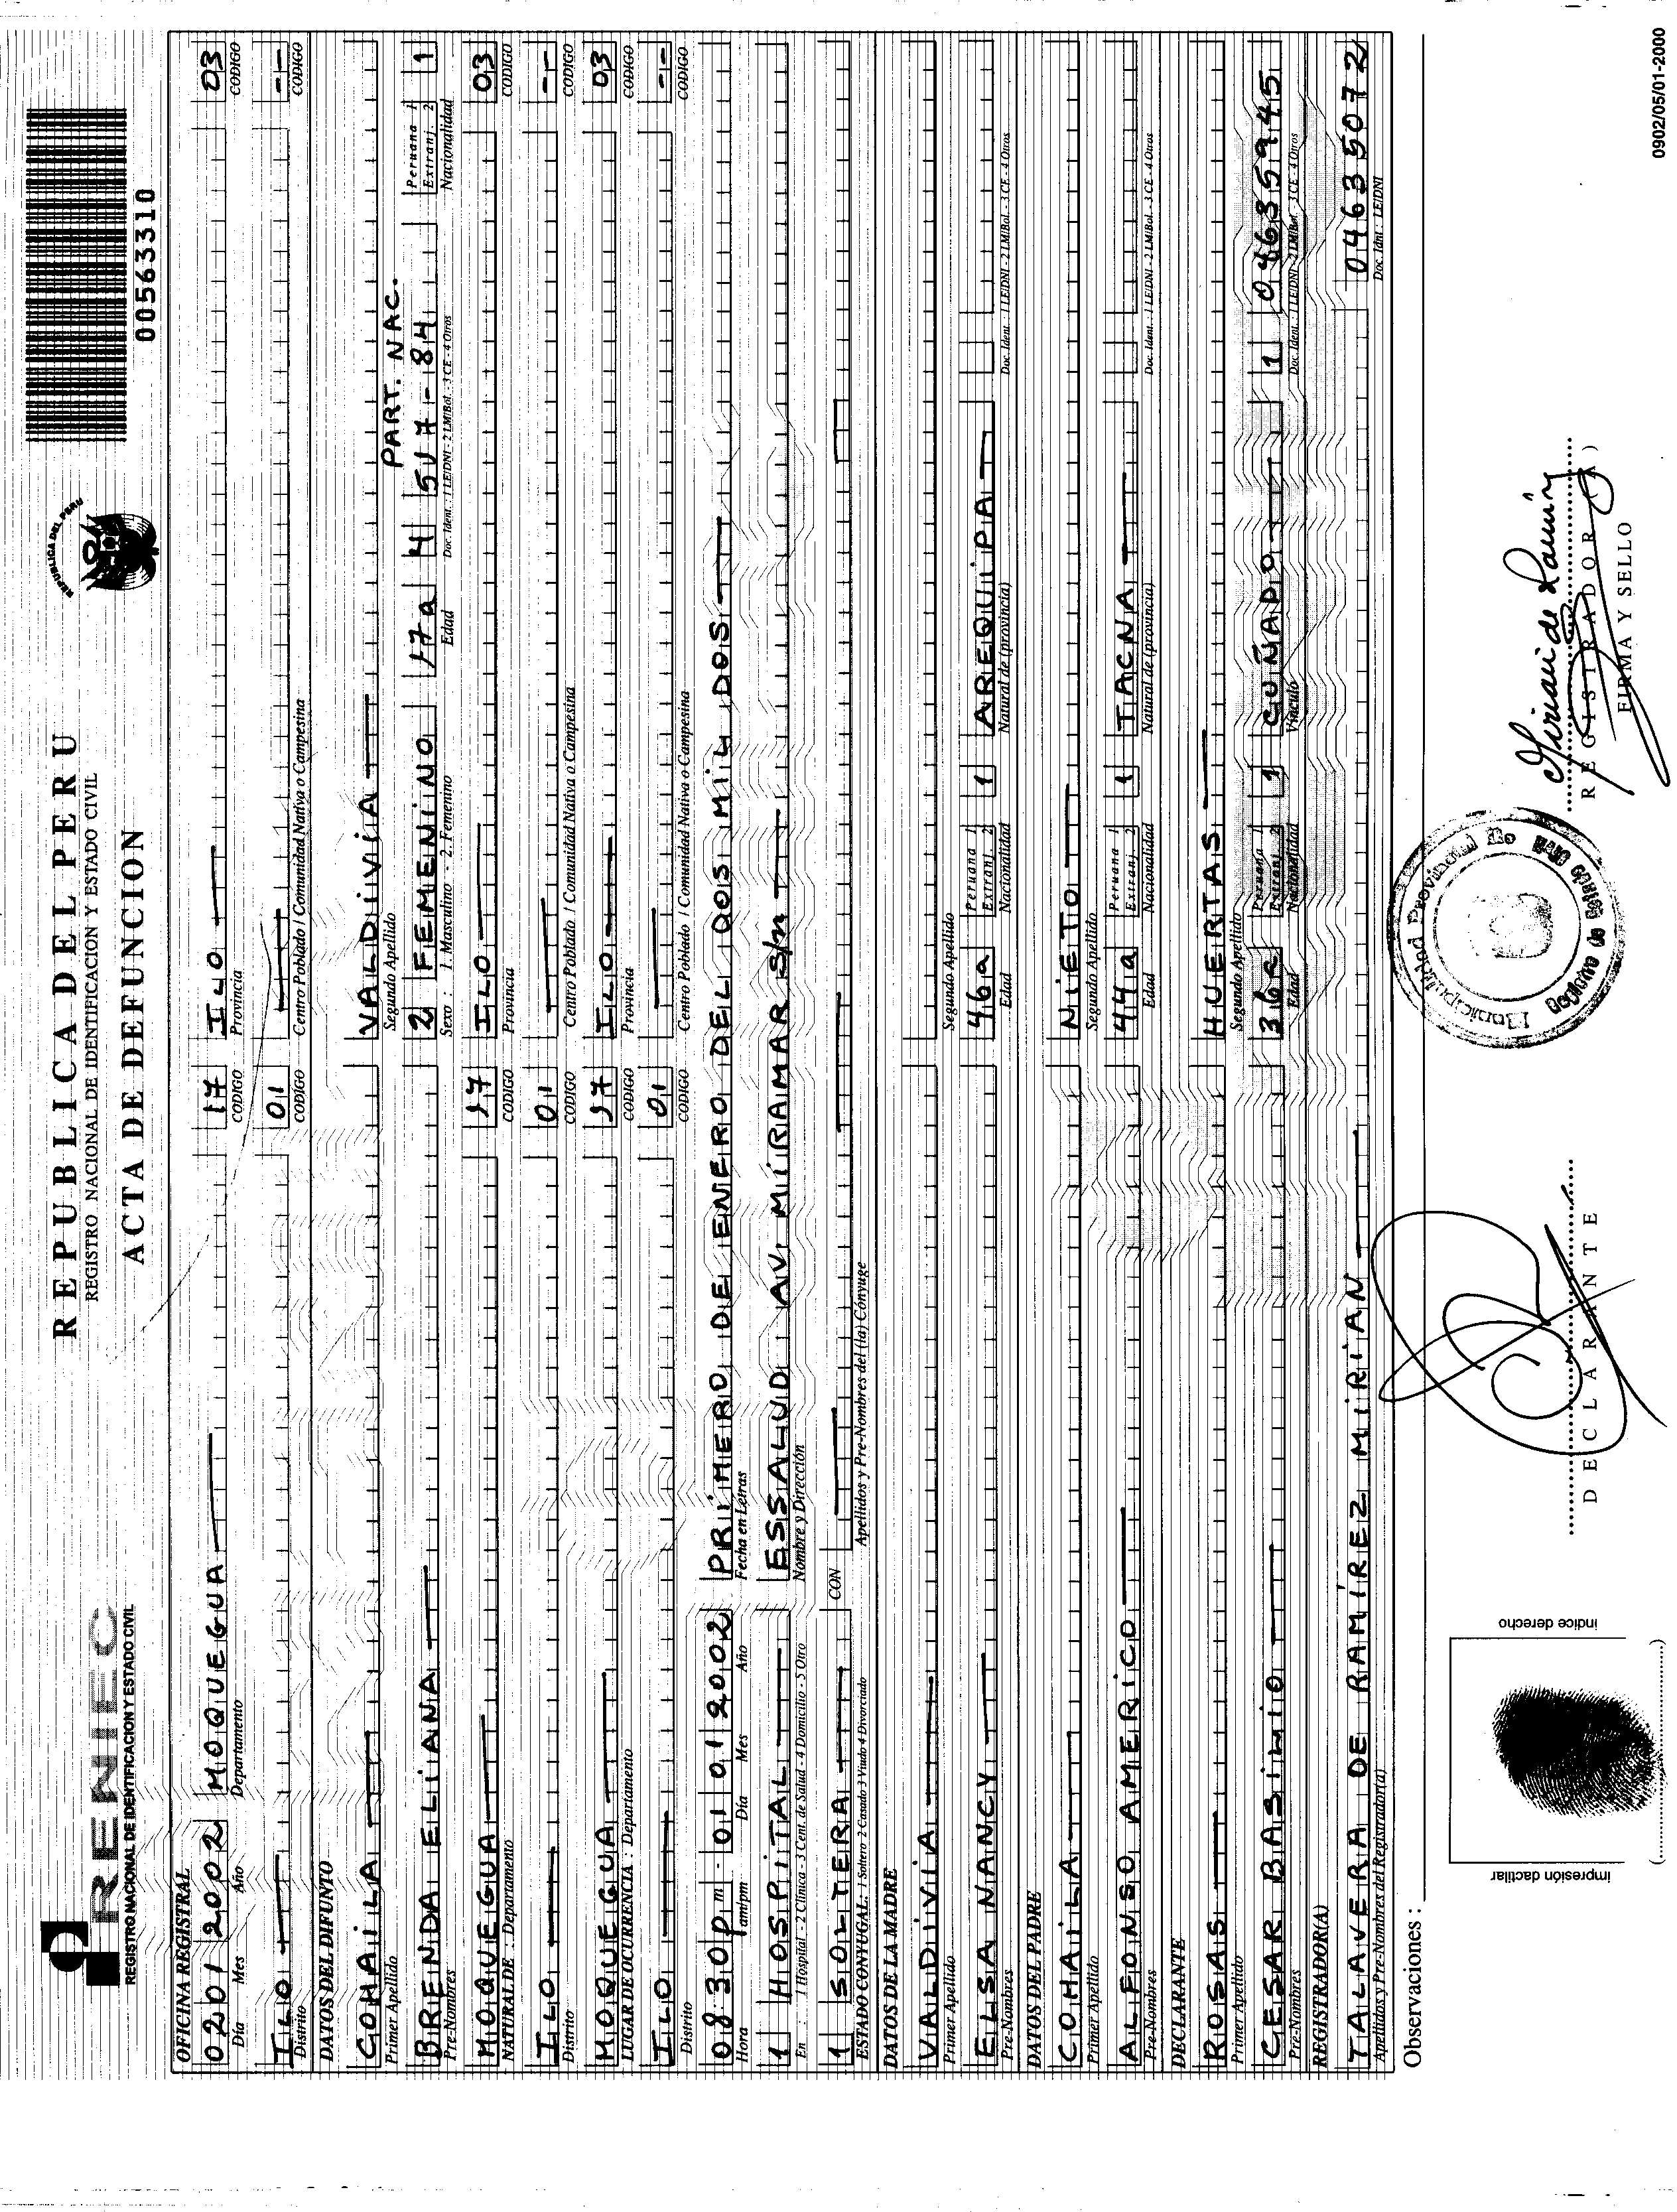 RENIEC
REGISTRO NACIONAL DE IDENTIFICACION Y ESTADO CIVIL
REPUBLICA DEL PERU
REGISTRO NACIONAL DE IDENTIFICACION Y ESTADO CIVIL
ACTA DE DEFUNCION
REPUBLICA DEL PERU
00563310
OFICINA REGISTRAL
02 01 2002 MOQUEGUA 17 ILO 03
Día Mes Año Departamento CODIGO Provincia CODIGO
ILO 01 --
Distrito CODIGO Centro Poblado / Comunidad Nativa o Campesina CODIGO
DATOS DEL DIFUNTO
COHAILA VALDIVIA
Primer Apellido Segundo Apellido
PART. NAC.
BRENDA ELIANA 2 FEMENINO 17a 4 517-84 Peruana 1 Extranj. 2 1
Pre-Nombres Sexo : 1. Masculino - 2. Femenino Edad Doc. Ident. : 1 LE/DNI - 2 LM/Bol. - 3 CE - 4 Otros Nacionalidad
MOQUEGUA 17 ILO 03
NATURAL DE : Departamento CODIGO Provincia CODIGO
ILO 01 --
Distrito CODIGO Centro Poblado / Comunidad Nativa o Campesina CODIGO
MOQUEGUA 17 ILO 03
LUGAR DE OCURRENCIA : Departamento CODIGO Provincia CODIGO
ILO 01 --
Distrito CODIGO Centro Poblado / Comunidad Nativa o Campesina CODIGO
08:30 pm - 01 01 2002 PRIMERO DE ENERO DEL DOS MIL DOS
Hora am/pm Día Mes Año Fecha en Letras
1 HOSPITAL ESSALUD AV. MIRAMAR S/n
En : 1 Hospital - 2 Clínica - 3 Cent. de Salud - 4 Domicilio - 5 Otro Nombre y Dirección
1 SOLTERA CON
ESTADO CONYUGAL: 1 Soltero 2 Casado 3 Viudo 4 Divorciado Apellidos y Pre-Nombres del (la) Cónyuge
DATOS DE LA MADRE
VALDIVIA
Primer Apellido Segundo Apellido
ELSA NANCY 46a Peruana 1 Extranj. 2 1 AREQUIPA
Pre-Nombres Edad Nacionalidad Natural de (provincia) Doc. Ident. : 1 LE/DNI - 2 LM/Bol. - 3 CE - 4 Otros
DATOS DEL PADRE
COHAILA NIETO
Primer Apellido Segundo Apellido
ALFONSO AMERICO 44a Peruana 1 Extranj. 2 1 TACNA
Pre-Nombres Edad Nacionalidad Natural de (provincia) Doc. Ident. : 1 LE/DNI - 2 LM/Bol. - 3 CE - 4 Otros
DECLARANTE
ROSAS HUERTAS
Primer Apellido Segundo Apellido
CESAR BASILIO 36a Peruana 1 Extranj. 2 1 CUÑADO 1 04635945
Pre-Nombres Edad Nacionalidad Vínculo Doc. Ident. : 1 LE/DNI - 2 LM/Bol. - 3 CE - 4 Otros
REGISTRADOR(A)
TALAVERA DE RAMÍREZ MIRIAN 04635072
Apellidos y Pre-Nombres del Registrador(a) Doc. Idnt : LE/DNI
Observaciones :
impresión dactilar
indice derecho
DECLARANTE
Municipalidad Provincial De
Registro de Estado Civil
REGISTRADOR(A)
FIRMA Y SELLO
0902/05/01-2000